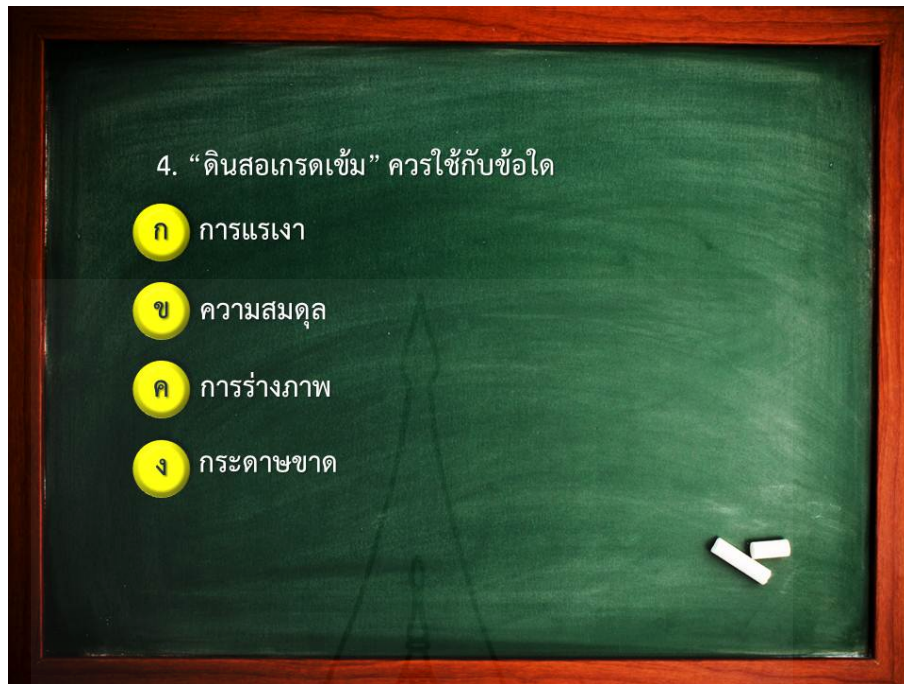 4. “ดินสอเกรดเข้ม” ควรใช้กับข้อใด
ก การแรเงา
ข ความสมดุล
ค การร่างภาพ
ง กระดาษขาด